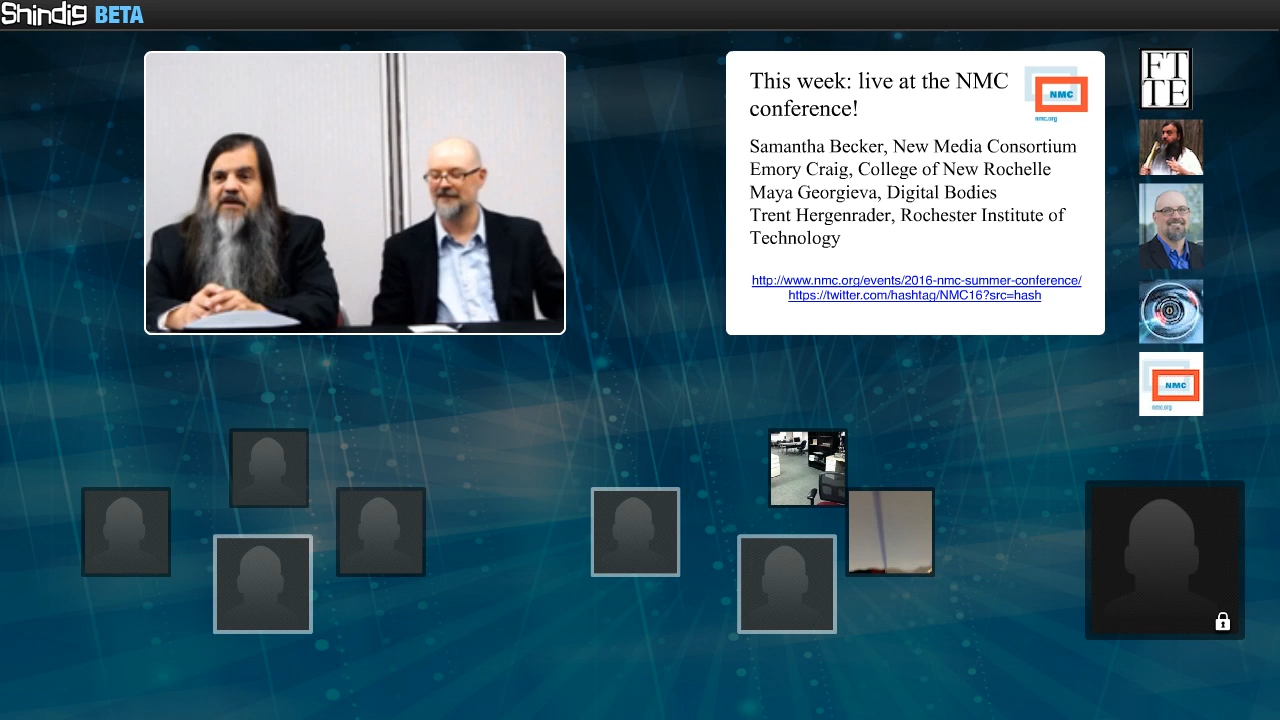 Shindig BETA
This week: live at the NMC
conference!
NMC
nmc.org
Samantha Becker, New Media Consortium
Emory Craig, College of New Rochelle
Maya Georgieva, Digital Bodies
Trent Hergenrader, Rochester Institute of
Technology
http://www.nmc.org/events/2016-nmc-summer-conference/
https://twitter.com/hashtag/NMC16?src=hash
FT
TE
NMC
nmc.org